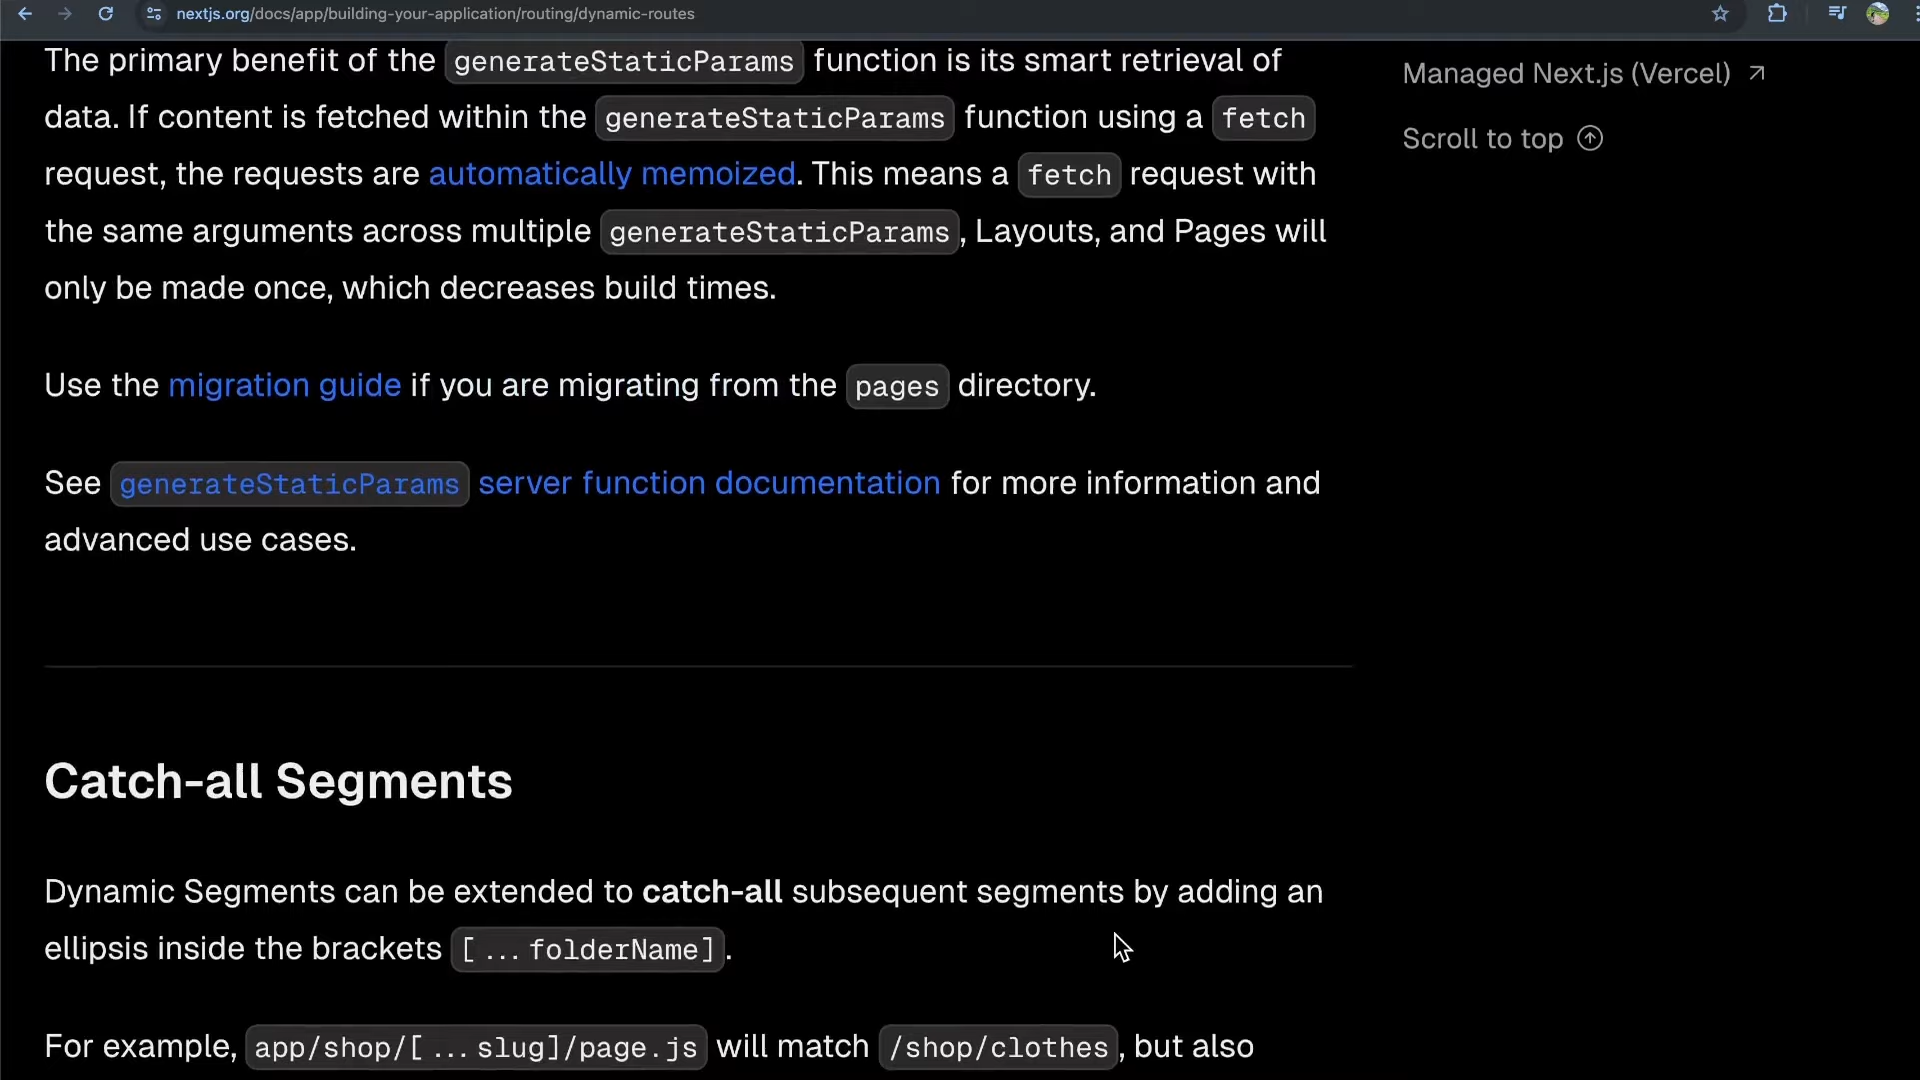 nextjs.org/docs/app/building-your-application/routing/dynamic-routes
The primary benefit of the generateStaticParams function is its smart retrieval of
data. If content is fetched within the generateStaticParams function using a fetch
request, the requests are automatically memoized. This means a fetch request with
the same arguments across multiple generateStaticParams, Layouts, and Pages will
only be made once, which decreases build times.
Use the migration guide if you are migrating from the pages directory.
See generateStaticParams server function documentation for more information and
advanced use cases.
Catch-all Segments
Dynamic Segments can be extended to catch-all subsequent segments by adding an
ellipsis inside the brackets [...folderName].
For example, app/shop/[...slug]/page.js will match /shop/clothes, but also
Managed Next.js (Vercel)
Scroll to top